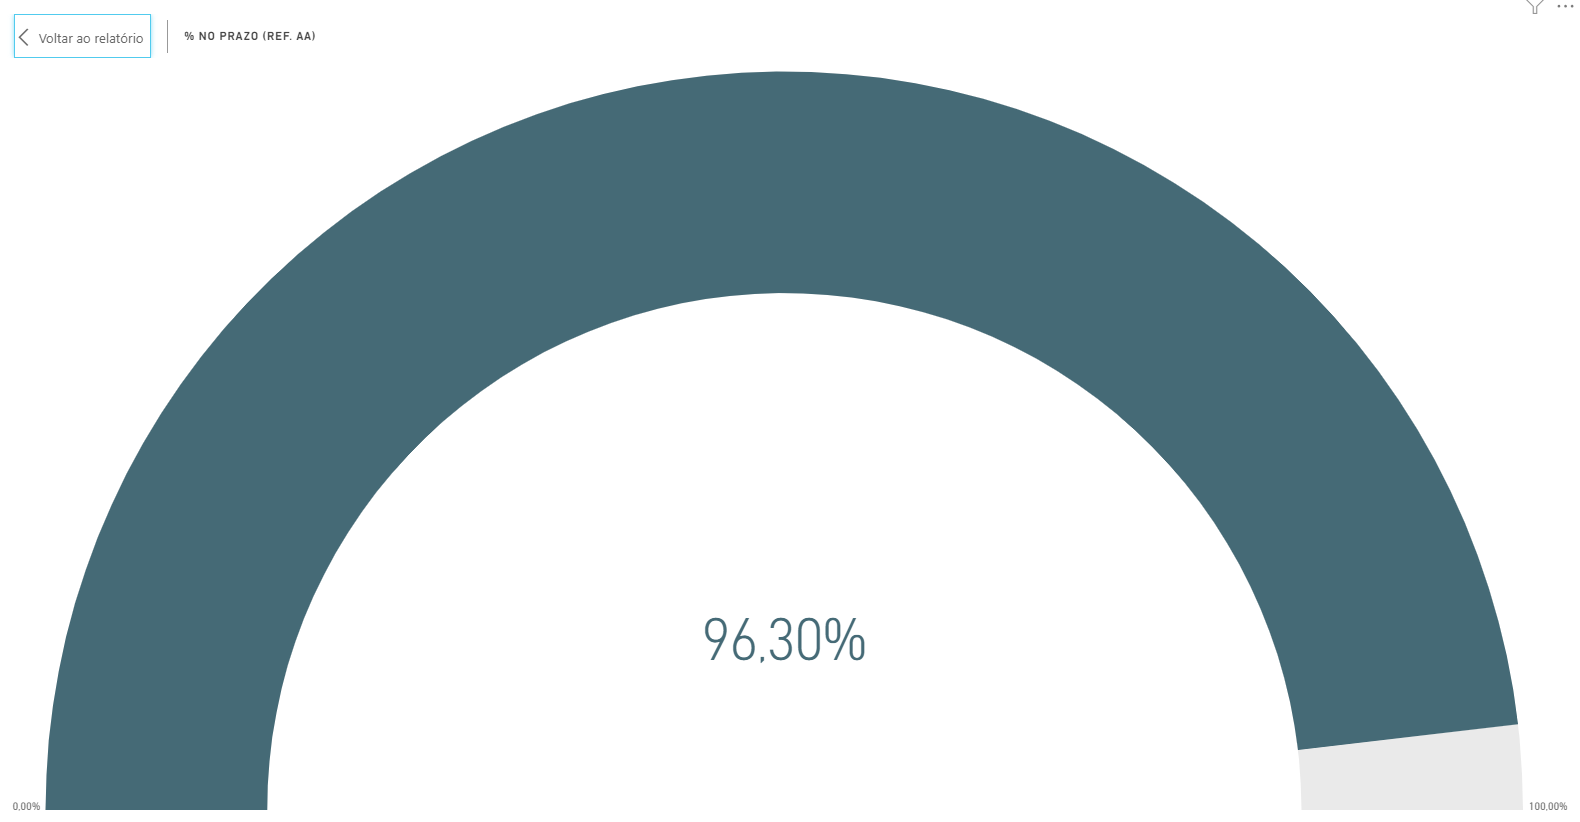 Voltar ao relatório
% NO PRAZO (REF. AA)
96,30%
0,00%
100,00%